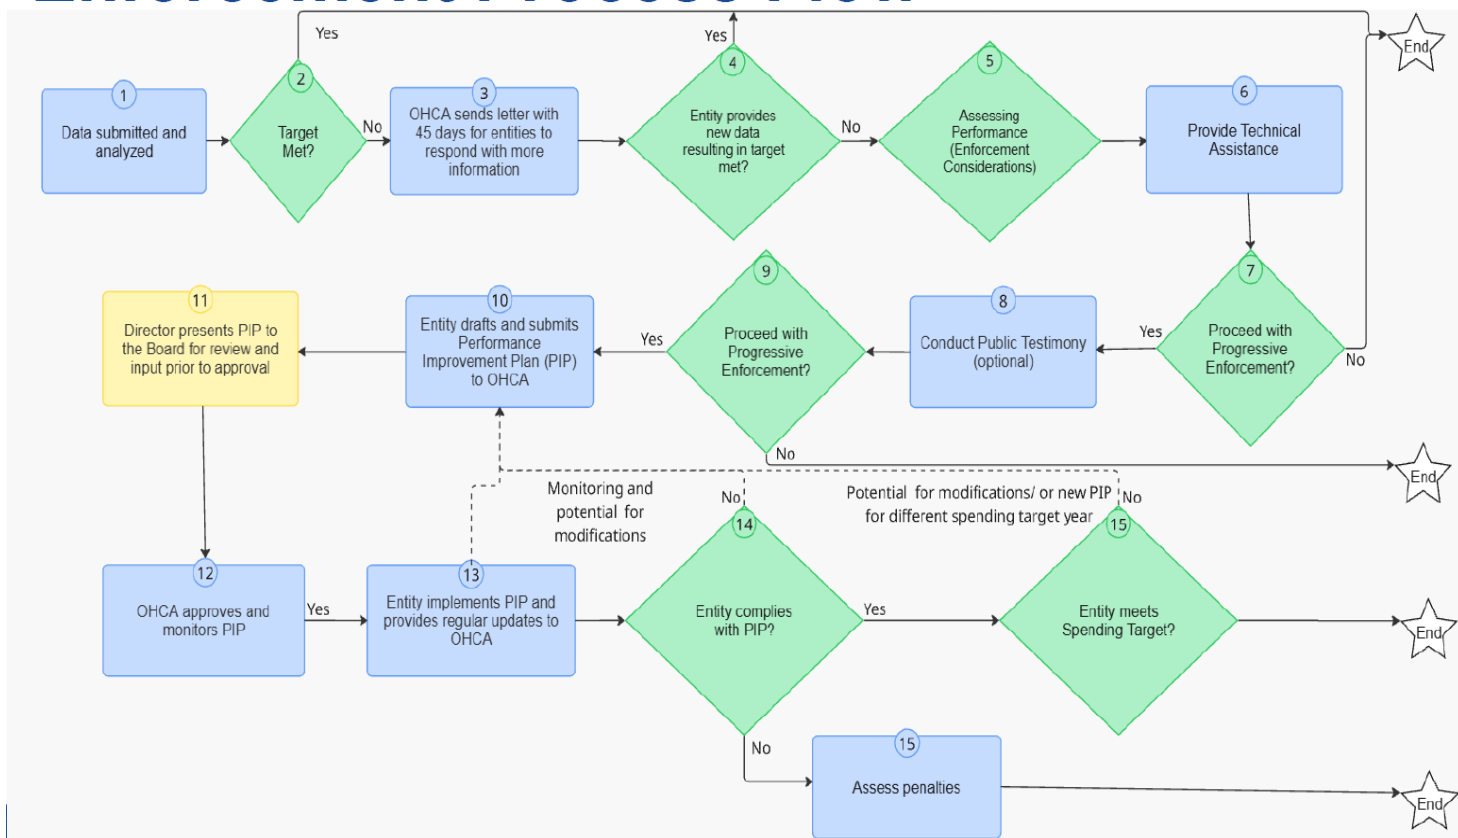 Yes
Yes
End
1
Data submitted and
analyzed
2
Target
Met?
No
3
OHCA sends letter with
45 days for entities to
respond with more
information
4
Entity provides
new data
resulting in target
met?
No
5
Assessing
Performance
(Enforcement
Considerations)
6
Provide Technical
Assistance
7
Proceed with
Progressive
Enforcement?
No
Yes
8
Conduct Public Testimony
(optional)
9
Proceed with
Progressive
Enforcement?
Yes
No
End
10
Entity drafts and submits
Performance
Improvement Plan (PIP)
to OHCA
11
Director presents PIP to
the Board for review and
input prior to approval
12
OHCA approves and
monitors PIP
Yes
13
Entity implements PIP and
provides regular updates to
OHCA
Monitoring and
potential for
modifications
No
14
Entity complies
with PIP?
Yes
Potential for modifications/ or new PIP
for different spending target year
No
15
Entity meets
Spending Target?
End
No
15
Assess penalties
End